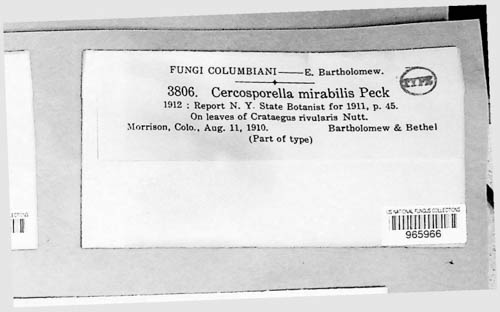 FUNGI COLUMBIANI——E. Bartholomew.
3806. Cercosporella mirabilis Peck
TYPE
1912 : Report N. Y. State Botanist for 1911, p. 45.
On leaves of Crataegus rivularis Nutt.
Morrison, Colo., Aug. 11, 1910. Bartholomew & Bethel
(Part of type)
US NATIONAL FUNGUS COLLECTIONS
965966